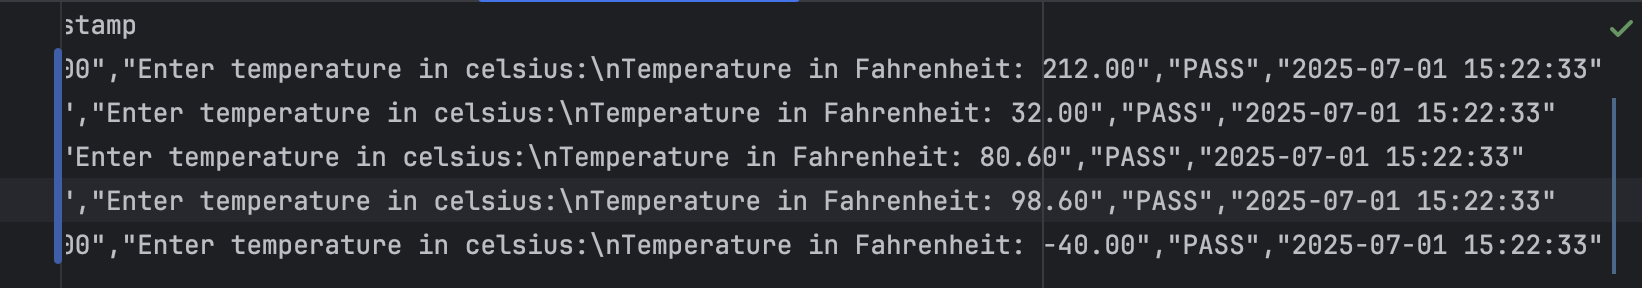 stamp
00","Enter temperature in celsius:\nTemperature in Fahrenheit: 212.00","PASS","2025-07-01 15:22:33"
","Enter temperature in celsius:\nTemperature in Fahrenheit: 32.00","PASS","2025-07-01 15:22:33"
"Enter temperature in celsius:\nTemperature in Fahrenheit: 80.60","PASS","2025-07-01 15:22:33"
","Enter temperature in celsius:\nTemperature in Fahrenheit: 98.60","PASS","2025-07-01 15:22:33"
00","Enter temperature in celsius:\nTemperature in Fahrenheit: -40.00","PASS","2025-07-01 15:22:33"